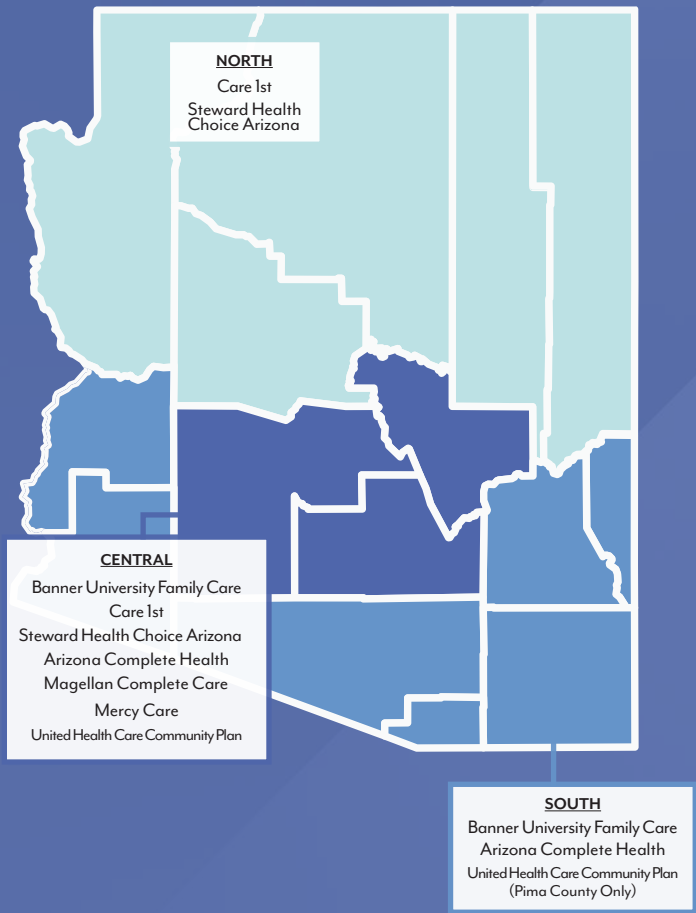 NORTH
Care 1st
Steward Health
Choice Arizona
CENTRAL
Banner University Family Care
Care 1st
Steward Health Choice Arizona
Arizona Complete Health
Magellan Complete Care
Mercy Care
United Health Care Community Plan
SOUTH
Banner University Family Care
Arizona Complete Health
United Health Care Community Plan
(Pima County Only)